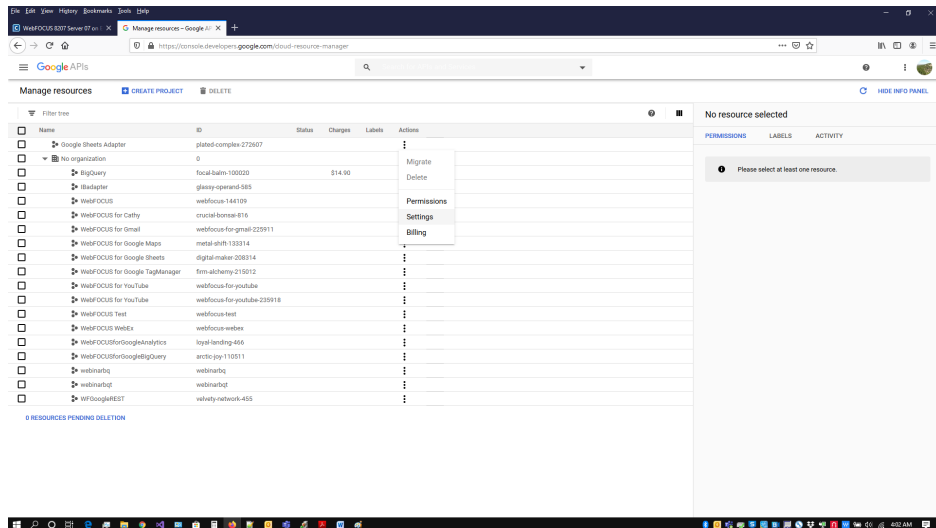 File Edit View History Bookmarks Tools Help
WebFOCUS 8207 Server 07 on
Manage resources – Google AP
https://console.developers.google.com/cloud-resource-manager
Google APIs
Manage resources CREATE PROJECT DELETE HIDE INFO PANEL
Filter tree
No resource selected
Name ID Status Charges Labels Actions
PERMISSIONS LABELS ACTIVITY
Google Sheets Adapter plated-complex-272607
No organization 0
BigQuery focal-balm-100020 $14.90
IBadapter glassy-operand-585
WebFOCUS webfocus-144109
WebFOCUS for Cathy crucial-bonsai-816
WebFOCUS for Gmail webfocus-for-gmail-225911
WebFOCUS for Google Maps metal-shift-133314
WebFOCUS for Google Sheets digital-maker-208314
WebFOCUS for Google TagManager firm-alchemy-215012
WebFOCUS for YouTube webfocus-for-youtube
WebFOCUS for YouTube webfocus-for-youtube-235918
WebFOCUS Test webfocus-test
WebFOCUS WebEx webfocus-webex
WebFOCUSforGoogleAnalytics loyal-landing-466
WebFOCUSforGoogleBigQuery arctic-joy-110511
webinarbq webinarbq
webinarbqt webinarbqt
WFGoogleREST velvety-network-455
Migrate
Delete
Permissions
Settings
Billing
Please select at least one resource.
0 RESOURCES PENDING DELETION
4:02 AM